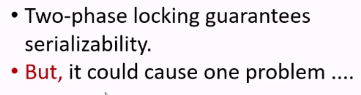 • Two-phase locking guarantees
serializability.
• But, it could cause one problem ....